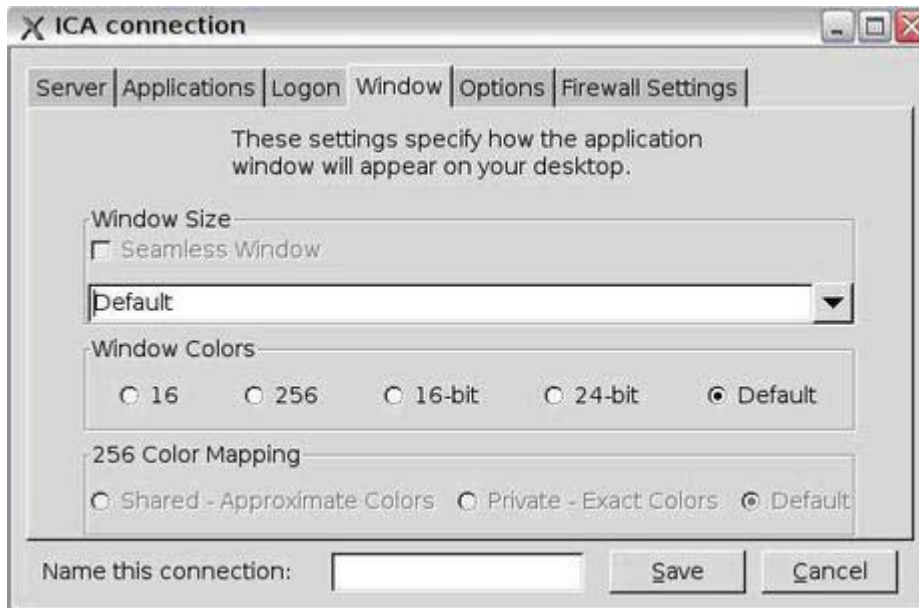 ICA connection
Server Applications Logon Window Options Firewall Settings
These settings specify how the application
window will appear on your desktop.
Window Size
Seamless Window
Default
Window Colors
16 256 16-bit 24-bit Default
256 Color Mapping
Shared - Approximate Colors Private - Exact Colors Default
Name this connection: Save Cancel